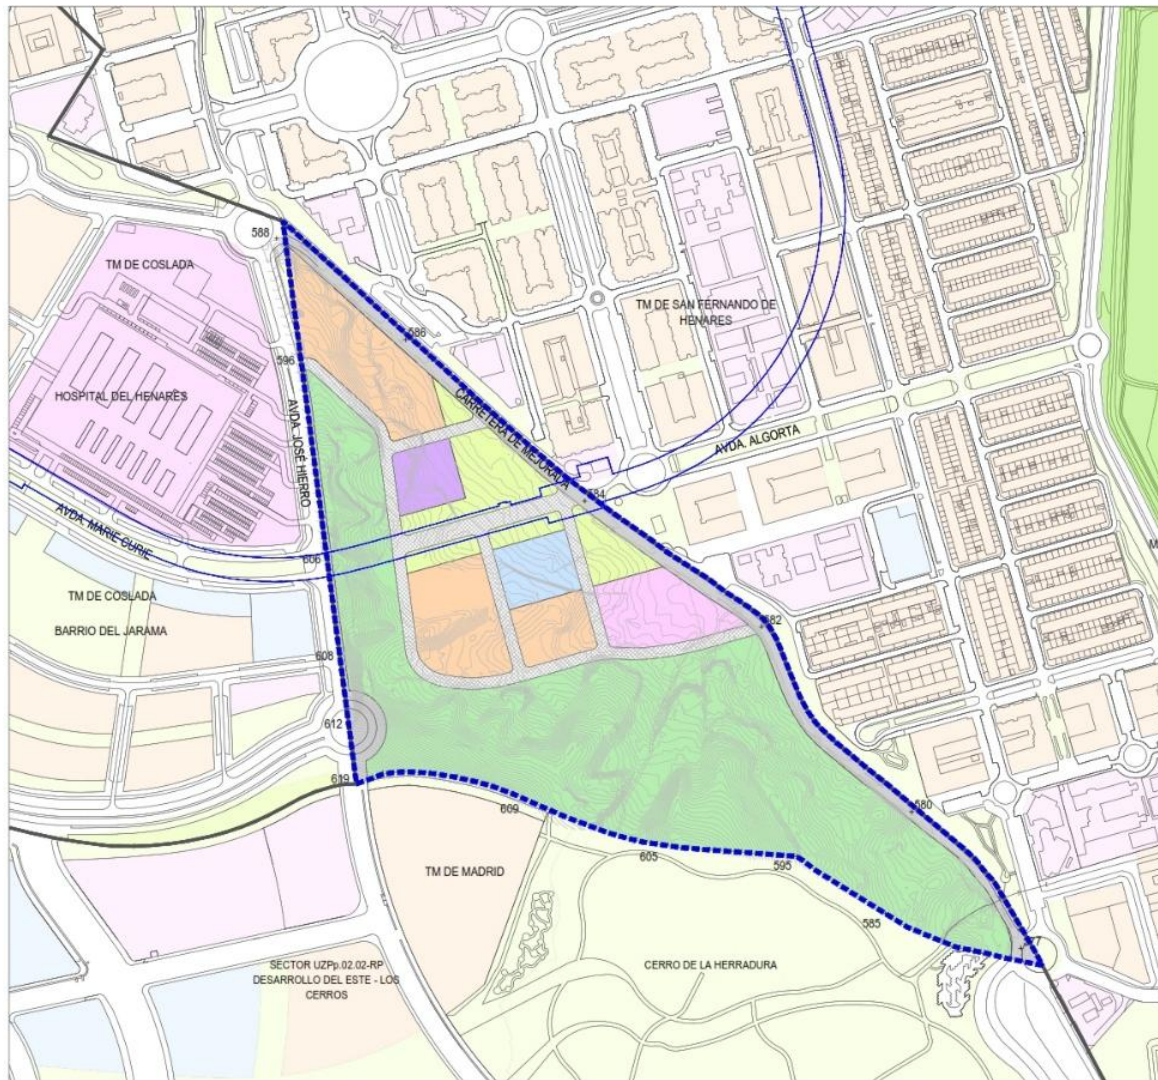 588
TM DE COSLADA
586
TM DE SAN FERNANDO DE
HENARES
596
HOSPITAL DEL HENARES
AVDA. JOSÉ HIERRO
CARRETERA DE MEJORADA
AVDA. ALGORTA
584
AVDA. MARIE CURIE
606
TM DE COSLADA
BARRIO DEL JARAMA
582
608
612
619
609
580
605
595
TM DE MADRID
585
SECTOR UZPp.02.02-RP
DESARROLLO DEL ESTE - LOS
CERROS
CERRO DE LA HERRADURA
M